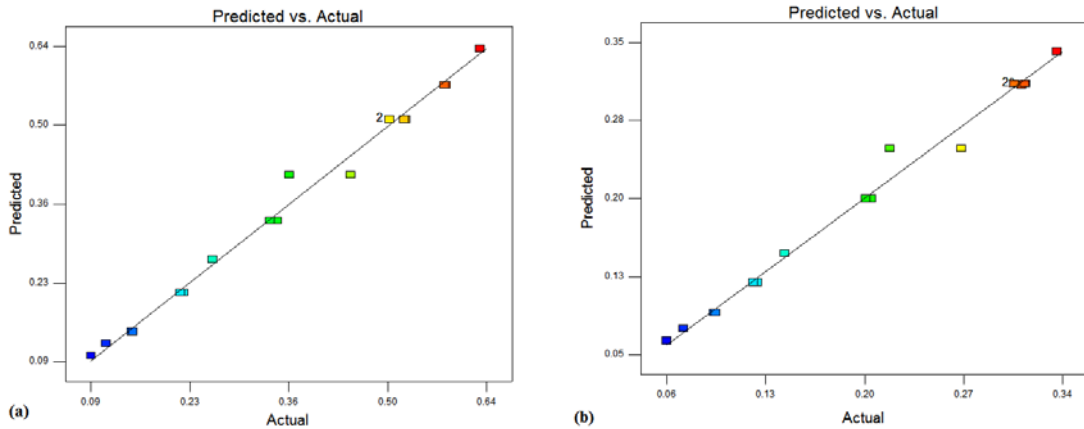 Predicted vs. Actual
0.64
0.50
0.36
0.23
0.09
Predicted
2
0.09 0.23 0.36 0.50 0.64
Actual
(a)
Predicted vs. Actual
0.35
0.28
0.20
0.13
0.05
Predicted
0.06 0.13 0.20 0.27 0.34
Actual
(b)